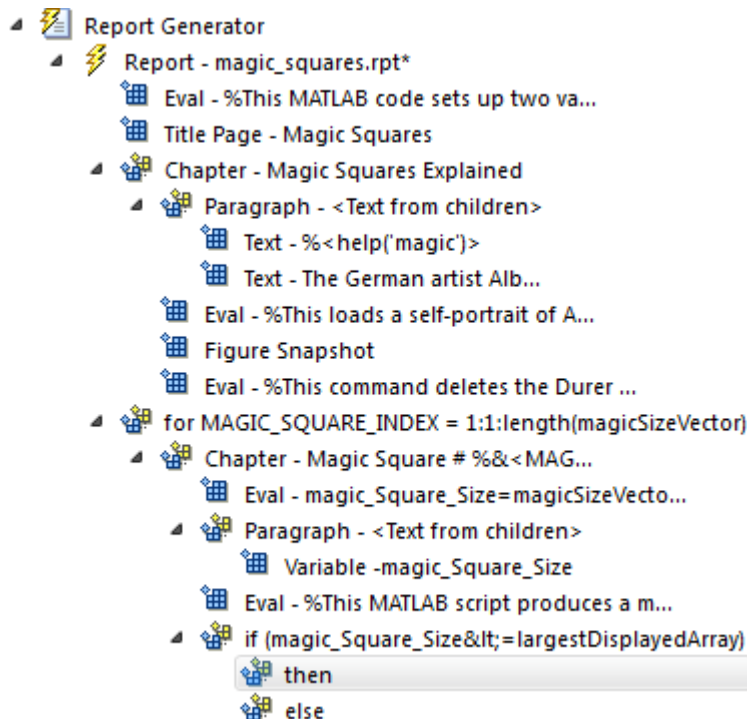 Report Generator
Report - magic_squares.rpt*
Eval - %This MATLAB code sets up two va...
Title Page - Magic Squares
Chapter - Magic Squares Explained
Paragraph - <Text from children>
Text - %<help('magic')>
Text - The German artist Alb...
Eval - %This loads a self-portrait of A...
Figure Snapshot
Eval - %This command deletes the Durer ...
for MAGIC_SQUARE_INDEX = 1:1:length(magicSizeVector)
Chapter - Magic Square # %&<MAG...
Eval - magic_Square_Size=magicSizeVecto...
Paragraph - <Text from children>
Variable -magic_Square_Size
Eval - %This MATLAB script produces a m...
if (magic_Square_Size&lt;=largestDisplayedArray)
then
else